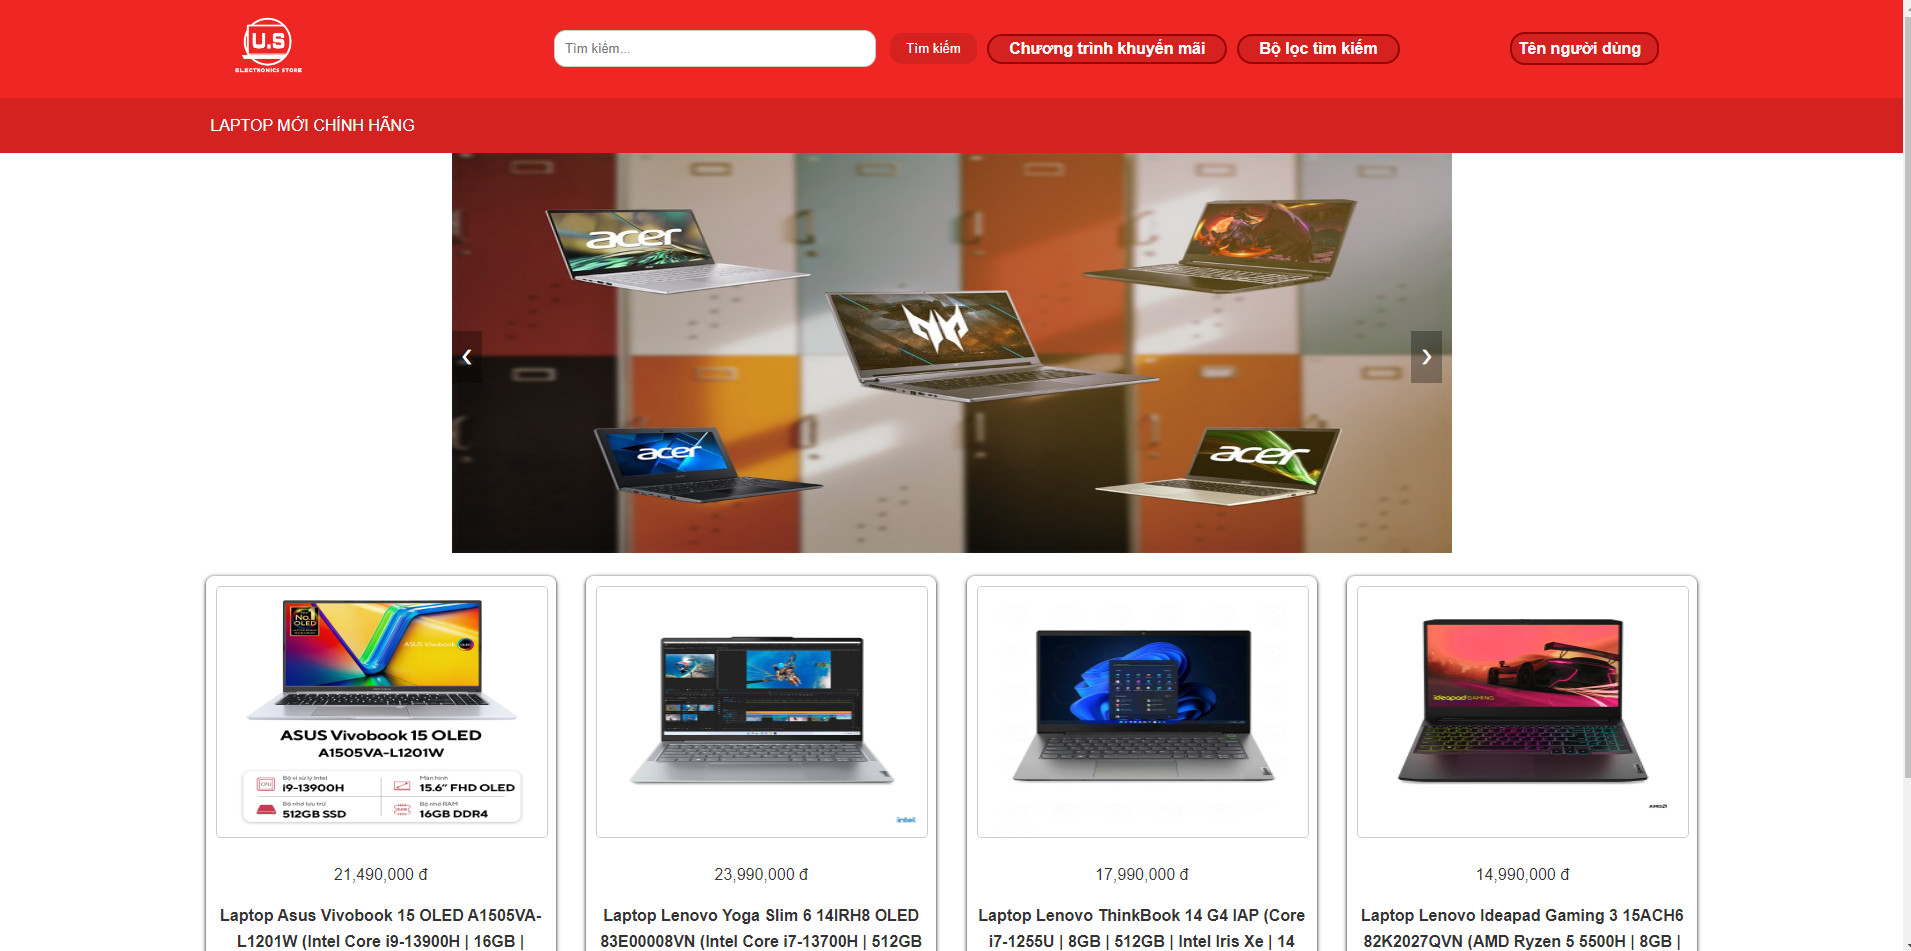 U.S
ELECTRONICS STORE
Tìm kiếm...
Tìm kiếm
Chương trình khuyến mãi
Bộ lọc tìm kiếm
Tên người dùng
LAPTOP MỚI CHÍNH HÃNG
acer
acer
acer
❮
❯
No.1
OLED
ASUS Vivobook
ASUS Vivobook 15 OLED
A1505VA-L1201W
Bộ vi xử lý Intel
i9-13900H
Màn hình
15.6” FHD OLED
Bộ nhớ lưu trữ
512GB SSD
Bộ nhớ RAM
16GB DDR4
21,490,000 đ
Laptop Asus Vivobook 15 OLED A1505VA-
L1201W (Intel Core i9-13900H | 16GB |
intel
23,990,000 đ
Laptop Lenovo Yoga Slim 6 14IRH8 OLED
83E00008VN (Intel Core i7-13700H | 512GB
17,990,000 đ
Laptop Lenovo ThinkBook 14 G4 IAP (Core
i7-1255U | 8GB | 512GB | Intel Iris Xe | 14
ideapad GAMING
AMD
14,990,000 đ
Laptop Lenovo Ideapad Gaming 3 15ACH6
82K2027QVN (AMD Ryzen 5 5500H | 8GB |